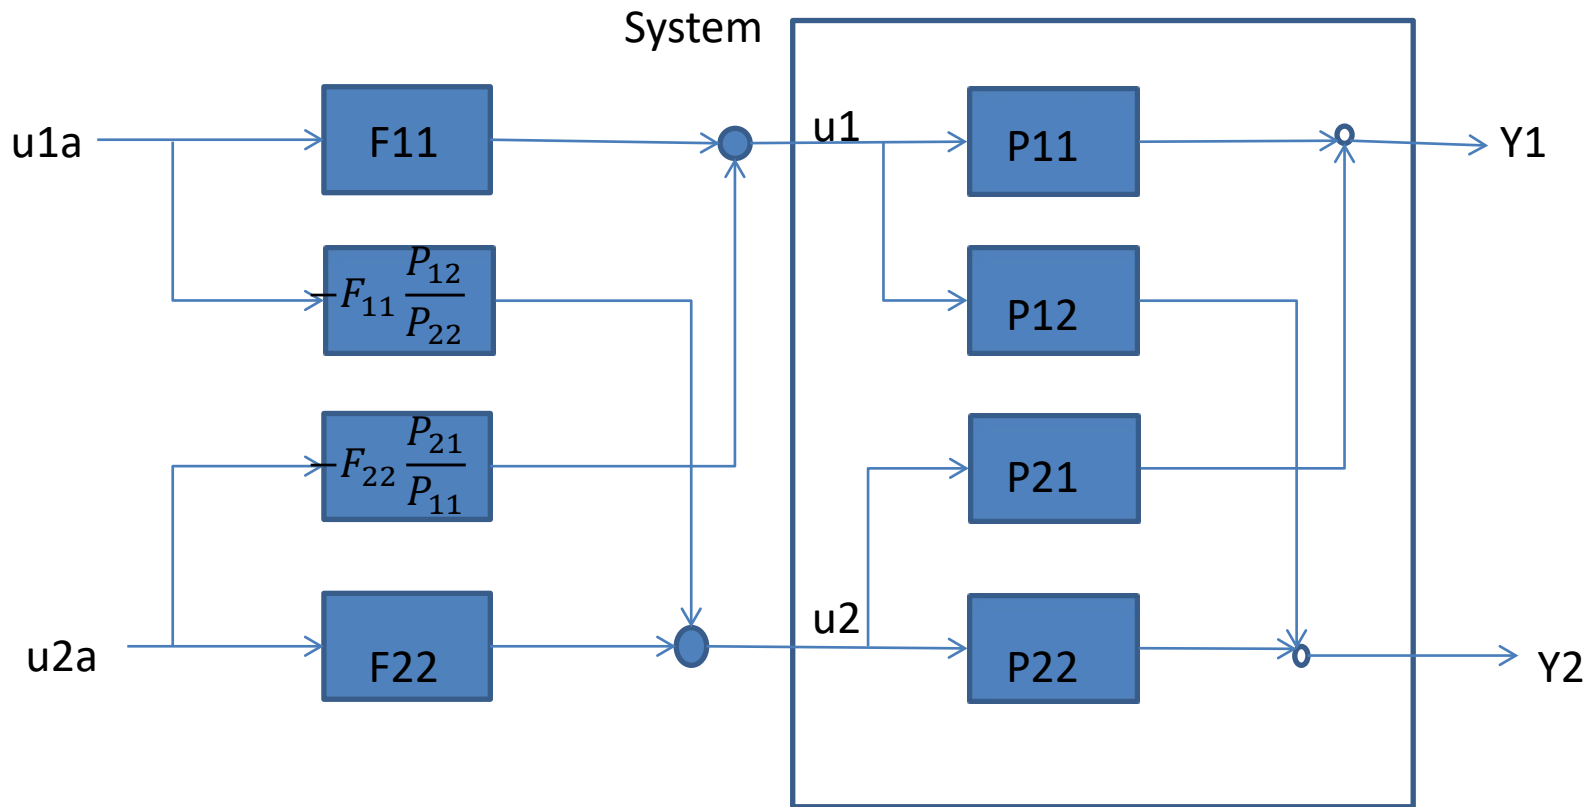 System
u1a
F11
u1
P11
Y1
−F₁₁ P₁₂/P₂₂
P12
−F₂₂ P₂₁/P₁₁
P21
u2a
F22
u2
P22
Y2